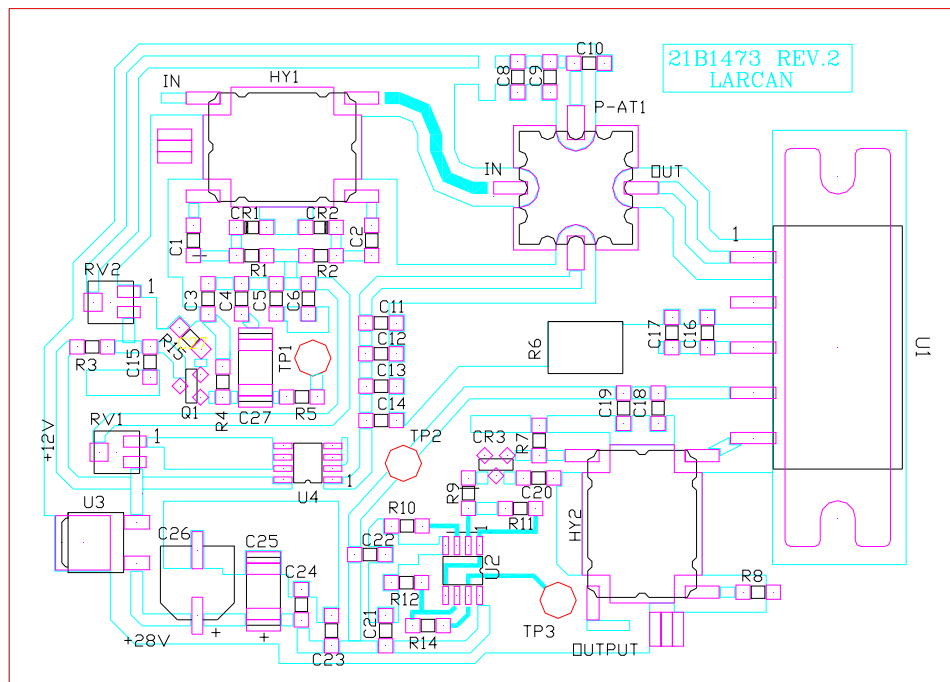 C10
21B1473 REV.2
LARCAN
IN
HY1
C8
C9
P-AT1
IN
OUT
CR1
CR2
C1
C2
1
R1
R2
RV2
1
C3
C4
C5
C6
C11
C12
C13
C14
R6
C17
C16
U1
R3
C15
R15
TP1
Q1
R4
C27
R5
C19
C18
RV1
1
+12V
TP2
CR3
R7
U4
1
R9
C20
U3
C26
C25
R10
1
R11
HY2
C22
U2
C24
R12
R8
TP3
+28V
+
+
C23
C21
R14
OUTPUT